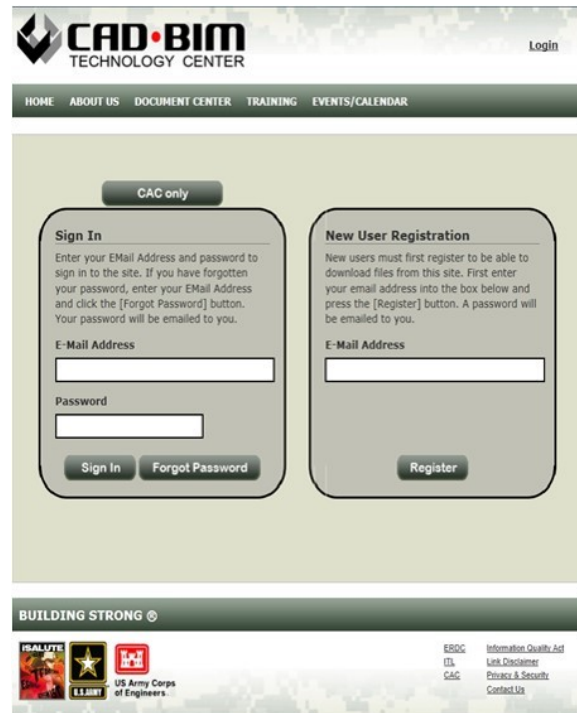 CAD•BIM
TECHNOLOGY CENTER
Login
HOME ABOUT US DOCUMENT CENTER TRAINING EVENTS/CALENDAR
CAC only
Sign In
Enter your EMail Address and password to
sign in to the site. If you have forgotten
your password, enter your EMail Address
and click the [Forgot Password] button.
Your password will be emailed to you.
E-Mail Address
Password
Sign In
Forgot Password
New User Registration
New users must first register to be able to
download files from this site. First enter
your email address into the box below and
press the [Register] button. A password will
be emailed to you.
E-Mail Address
Register
BUILDING STRONG ®
ISALUTE
U.S.ARMY
US Army Corps
of Engineers
ERDC
ITL
CAC
Information Quality Act
Link Disclaimer
Privacy & Security
Contact Us